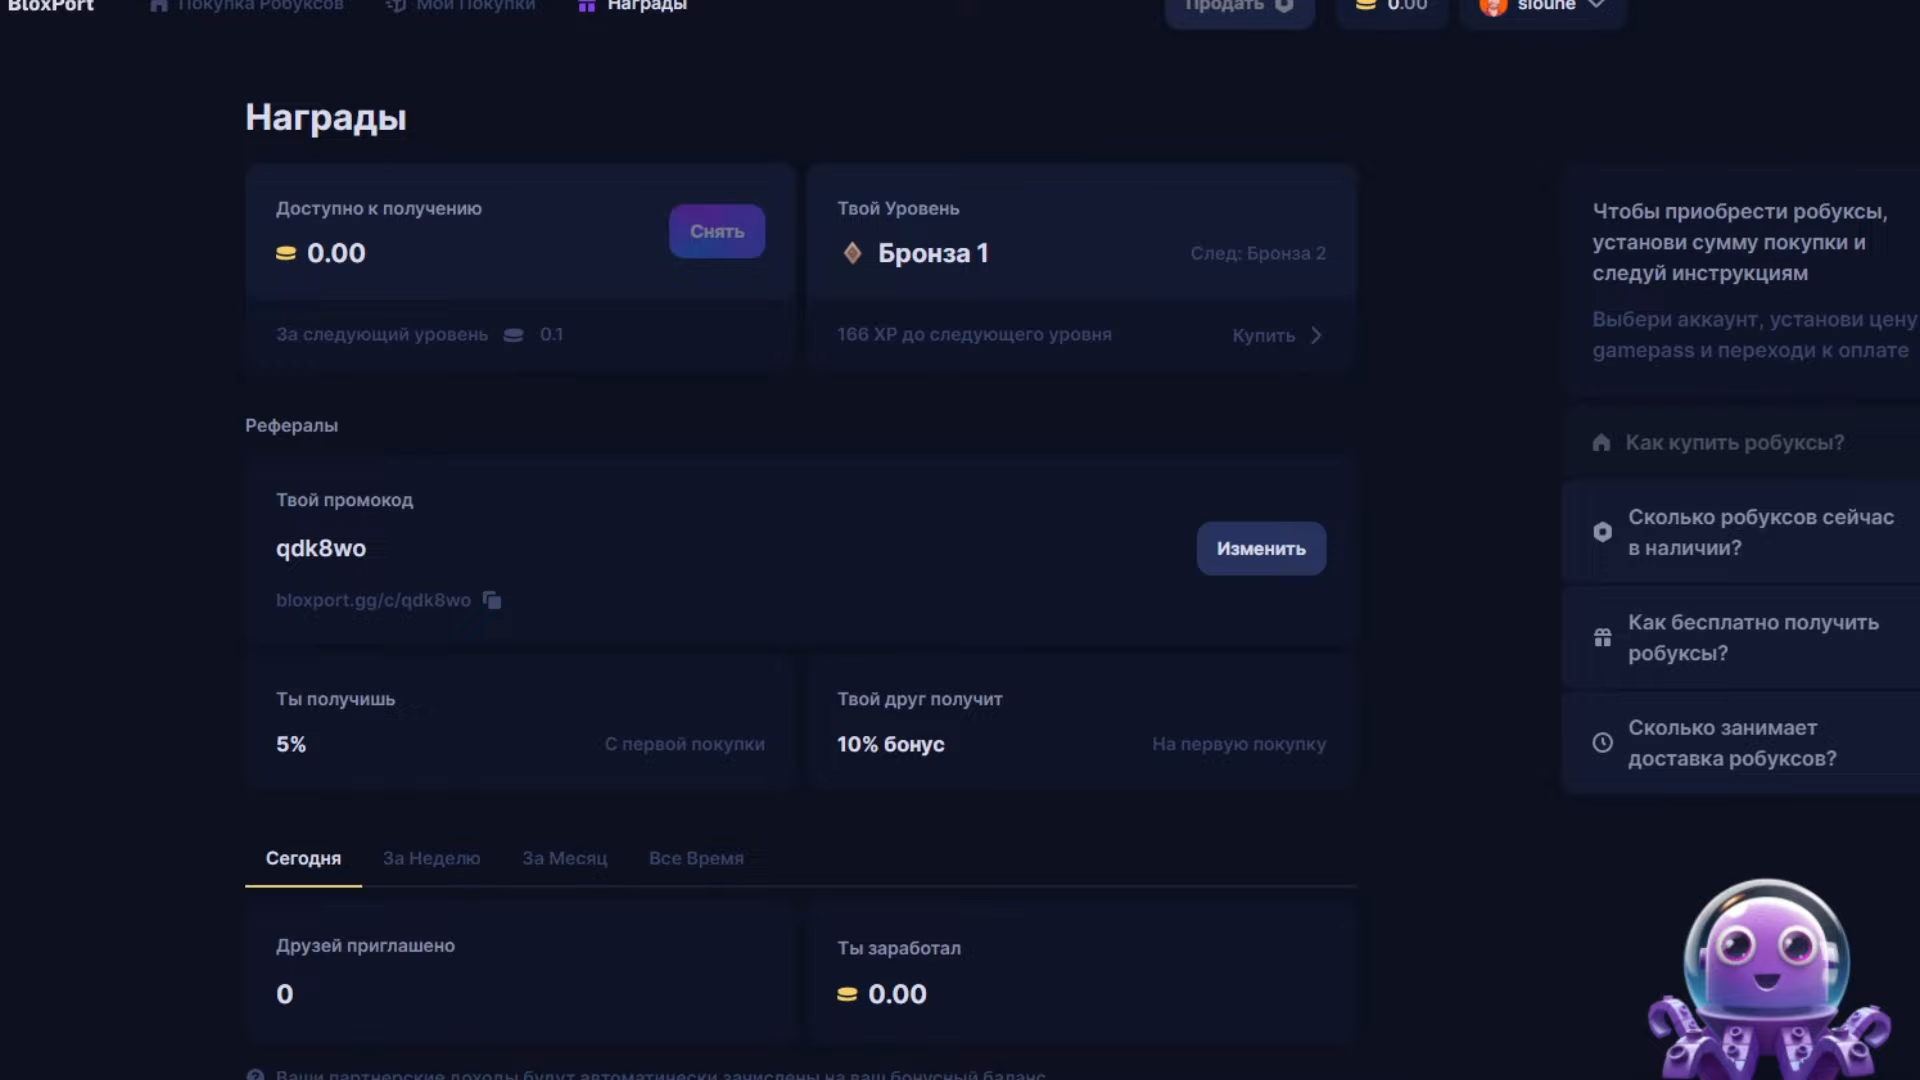 BloxPort
Покупка Робуксов
Мои Покупки
Награды
Продать
0.00
sloune
Награды
Доступно к получению
0.00
Снять
За следующий уровень 0.1
Твой Уровень
Бронза 1
След: Бронза 2
166 XP до следующего уровня
Купить
Рефералы
Твой промокод
qdk8wo
bloxport.gg/c/qdk8wo
Изменить
Ты получишь
5%
С первой покупки
Твой друг получит
10% бонус
На первую покупку
Сегодня
За Неделю
За Месяц
Все Время
Друзей приглашено
0
Ты заработал
0.00
Ваши партнерские доходы будут автоматически зачислены на ваш бонусный баланс
Чтобы приобрести робуксы,
установи сумму покупки и
следуй инструкциям
Выбери аккаунт, установи цену
gamepass и переходи к оплате
Как купить робуксы?
Сколько робуксов сейчас
в наличии?
Как бесплатно получить
робуксы?
Сколько занимает
доставка робуксов?